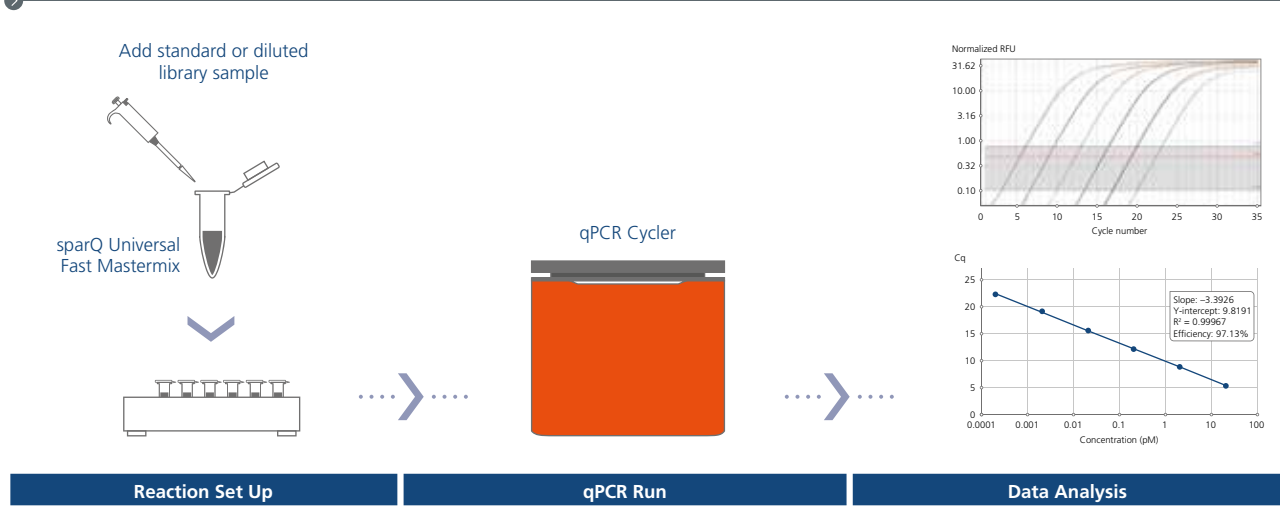 Add standard or diluted
library sample
sparQ Universal
Fast Mastermix
qPCR Cycler
Normalized RFU
31.62
10.00
3.16
1.00
0.32
0.10
0 5 10 15 20 25 30 35
Cycle number
Cq
25
20
15
10
5
0
Slope: –3.3926
Y-intercept: 9.8191
R² = 0.99967
Efficiency: 97.13%
0.0001 0.001 0.01 0.1 1 10 100
Concentration (pM)
Reaction Set Up
qPCR Run
Data Analysis